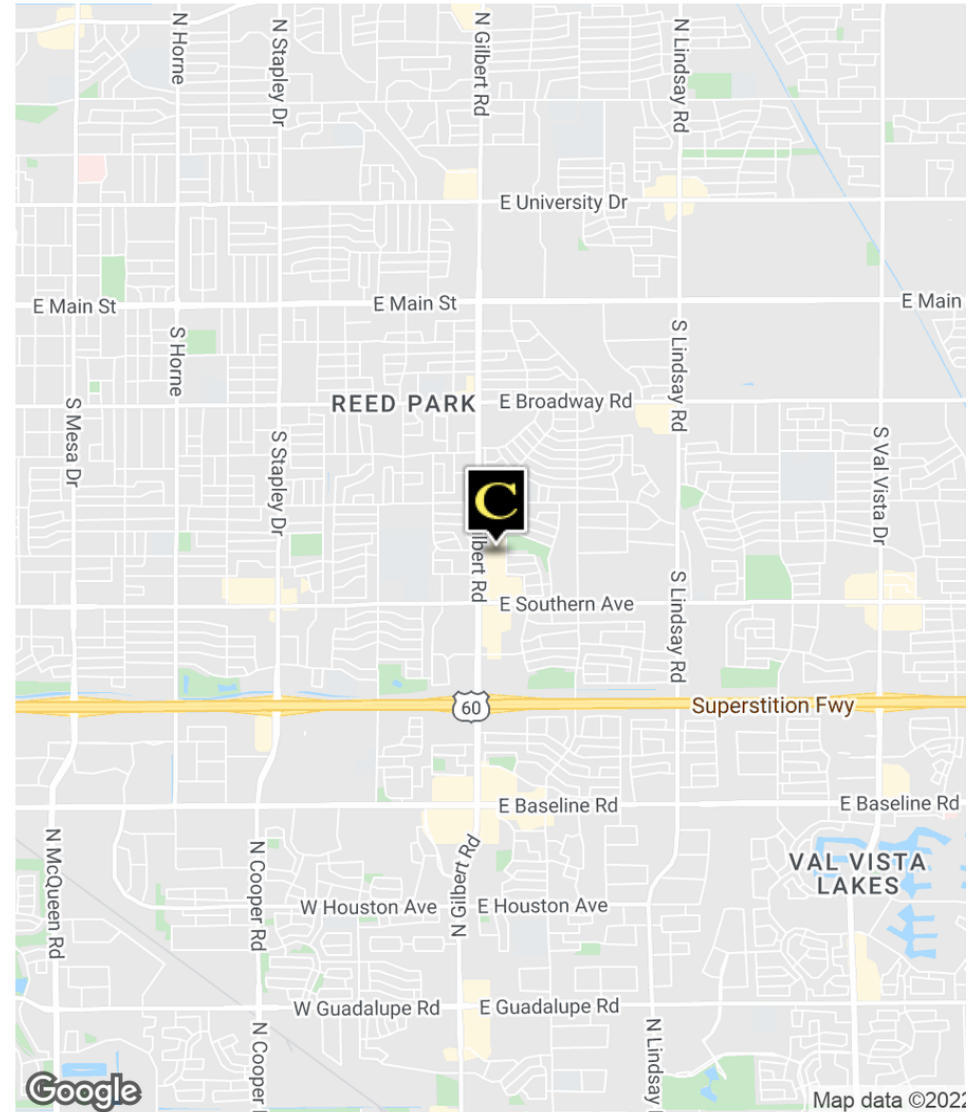 N Horne
N Stapley Dr
N Gilbert Rd
N Lindsay Rd
E University Dr
E Main St
E Main St
E Main
S Horne
S Lindsay Rd
S Mesa Dr
REED PARK
E Broadway Rd
S Stapley Dr
S Val Vista Dr
C
ilbert Rd
S Lindsay Rd
E Southern Ave
60
Superstition Fwy
E Baseline Rd
E Baseline Rd
N McQueen Rd
N Cooper Rd
N Gilbert Rd
VAL VISTA
LAKES
W Houston Ave
E Houston Ave
W Guadalupe Rd
E Guadalupe Rd
N Cooper
N Lindsay
Google
Map data ©2022